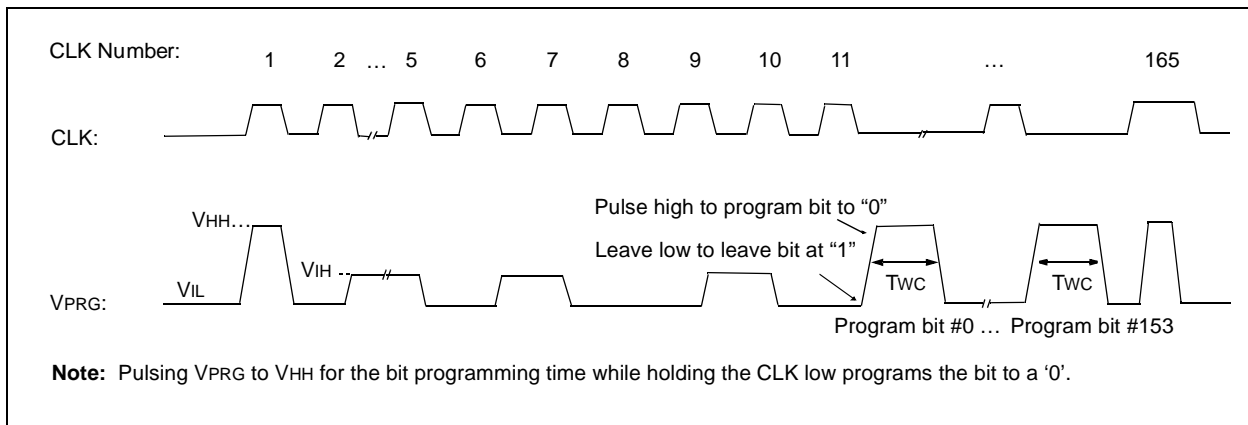 CLK Number:
1 2 ... 5 6 7 8 9 10 11 ... 165
CLK:
Pulse high to program bit to “0”
VHH...
Leave low to leave bit at “1”
VIH
TWC TWC
VIL
VPRG:
Program bit #0 ... Program bit #153
Note: Pulsing VPRG to VHH for the bit programming time while holding the CLK low programs the bit to a ‘0’.